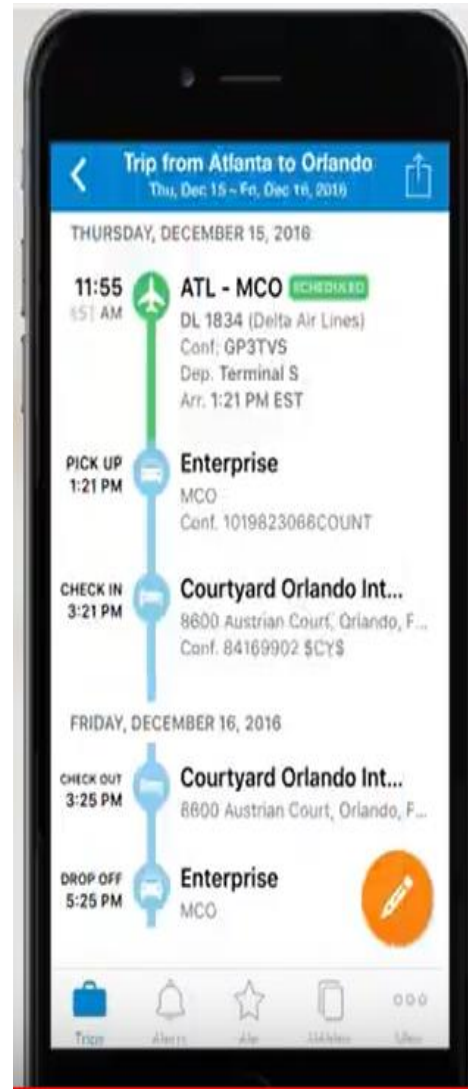 Trip from Atlanta to Orlando
Thu, Dec 15 - Fri, Dec 16, 2016
THURSDAY, DECEMBER 15, 2016
11:55
EST AM
ATL - MCO SCHEDULED
DL 1834 (Delta Air Lines)
Conf: GP3TVS
Dep. Terminal S
Arr. 1:21 PM EST
PICK UP
1:21 PM
Enterprise
MCO
Conf. 1019823066COUNT
CHECK IN
3:21 PM
Courtyard Orlando Int...
8600 Austrian Court, Orlando, F...
Conf. 84169902 $CY$
FRIDAY, DECEMBER 16, 2016
CHECK OUT
3:25 PM
Courtyard Orlando Int...
8600 Austrian Court, Orlando, F...
DROP OFF
5:25 PM
Enterprise
MCO
Trips
Alerts